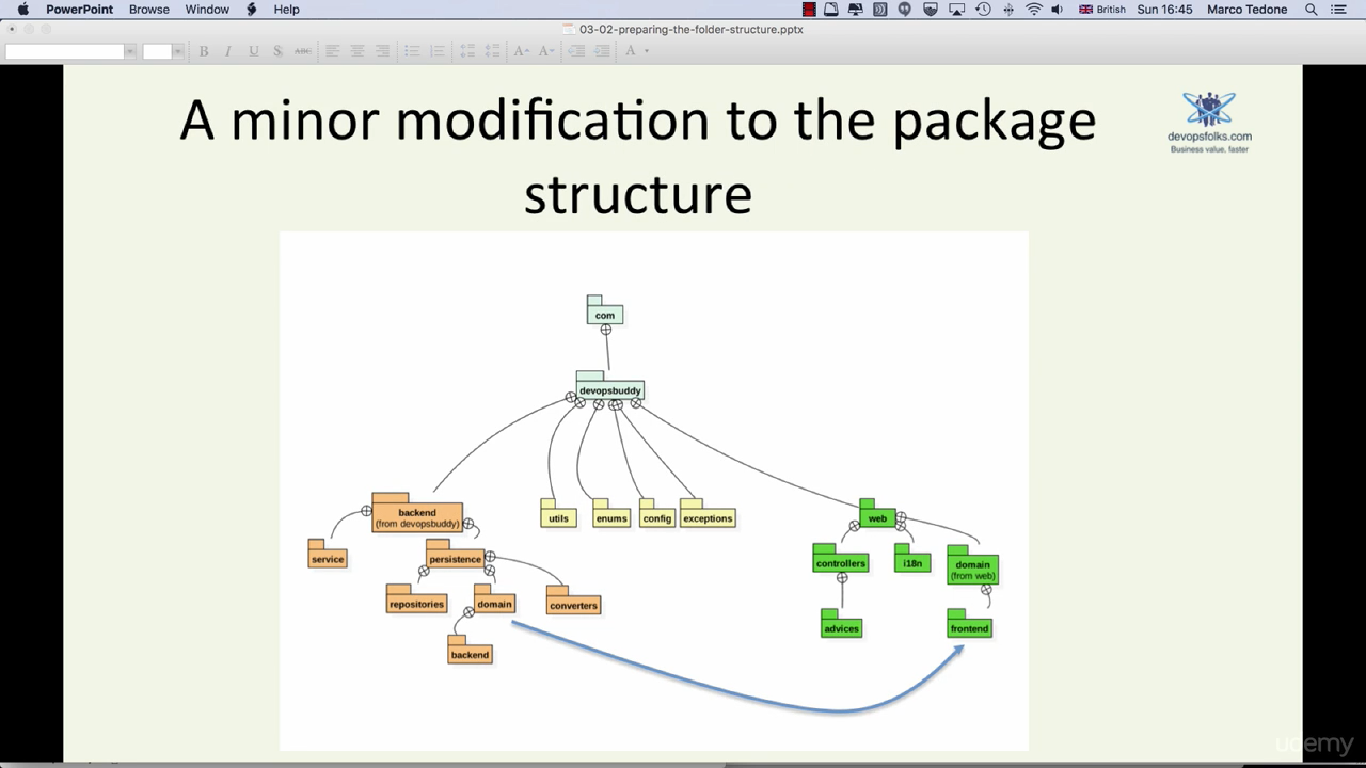 PowerPoint Browse Window Help British Sun 16:45 Marco Tedone
03-02-preparing-the-folder-structure.pptx
B I U S ABC A A A
A minor modification to the package
structure
devopsfolks.com
Business value, faster
com
devopsbuddy
backend
(from devopsbuddy)
utils
enums
config
exceptions
web
service
persistence
controllers
i18n
domain
(from web)
repositories
domain
converters
advices
frontend
backend
udemy